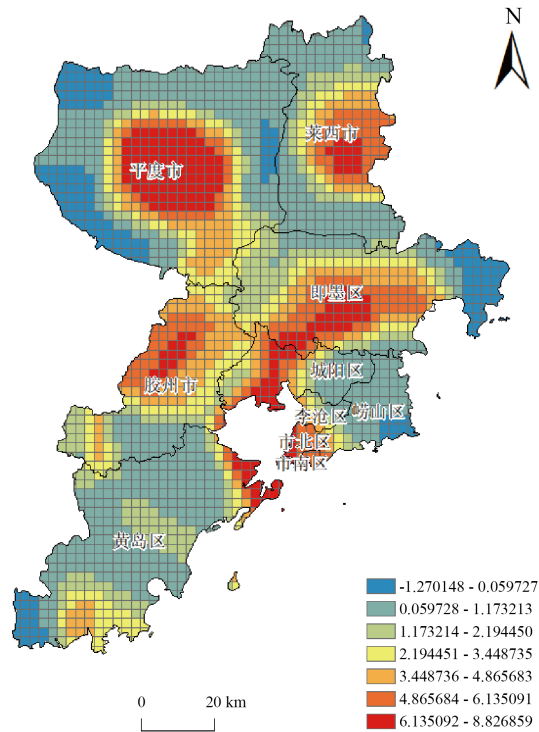 N
莱西市
平度市
即墨区
城阳区
胶州市
李沧区
崂山区
市北区
市南区
黄岛区
-1.270148 - 0.059727
0.059728 - 1.173213
1.173214 - 2.194450
2.194451 - 3.448735
3.448736 - 4.865683
4.865684 - 6.135091
6.135092 - 8.826859
0 20 km